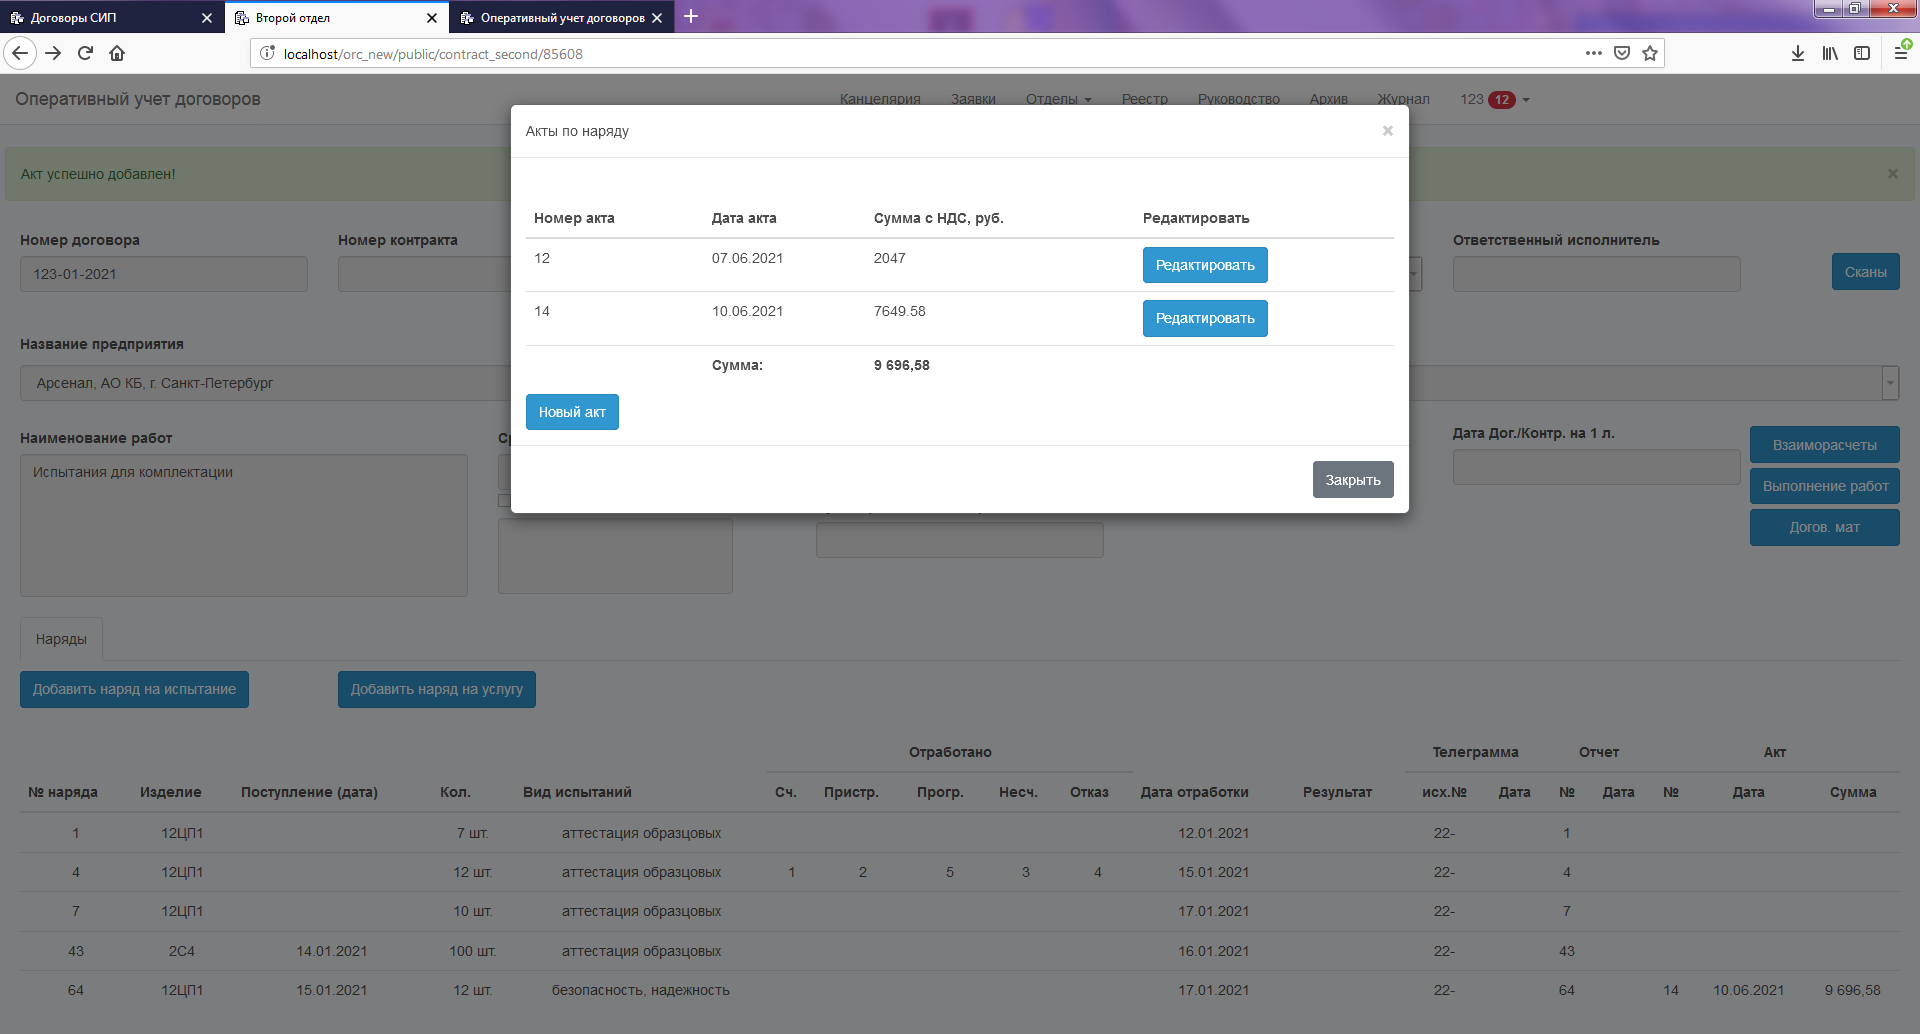 Договоры СИП
Второй отдел
Оперативный учет договоров
localhost/orc_new/public/contract_second/85608
Оперативный учет договоров
Канцелярия Заявки Отделы Реестр Руководство Архив Журнал 123 12
Акт успешно добавлен!
Акты по наряду
Номер акта Дата акта Сумма с НДС, руб. Редактировать
12 07.06.2021 2047 Редактировать
14 10.06.2021 7649.58 Редактировать
Сумма: 9 696,58
Новый акт
Закрыть
Номер договора Номер контракта Ответственный исполнитель
123-01-2021 Сканы
Название предприятия
Арсенал, АО КБ, г. Санкт-Петербург
Наименование работ Дата Дог./Контр. на 1 л.
Испытания для комплектации
Взаиморасчеты
Выполнение работ
Догов. мат
Наряды
Добавить наряд на испытание Добавить наряд на услугу
Отработано Телеграмма Отчет Акт
№ наряда Изделие Поступление (дата) Кол. Вид испытаний Сч. Пристр. Прогр. Несч. Отказ Дата отработки Результат исх.№ Дата № Дата № Дата Сумма
1 12ЦП1 7 шт. аттестация образцовых 12.01.2021 22- 1
4 12ЦП1 12 шт. аттестация образцовых 1 2 5 3 4 15.01.2021 22- 4
7 12ЦП1 10 шт. аттестация образцовых 17.01.2021 22- 7
43 2С4 14.01.2021 100 шт. аттестация образцовых 16.01.2021 22- 43
64 12ЦП1 15.01.2021 12 шт. безопасность, надежность 17.01.2021 22- 64 14 10.06.2021 9 696,58